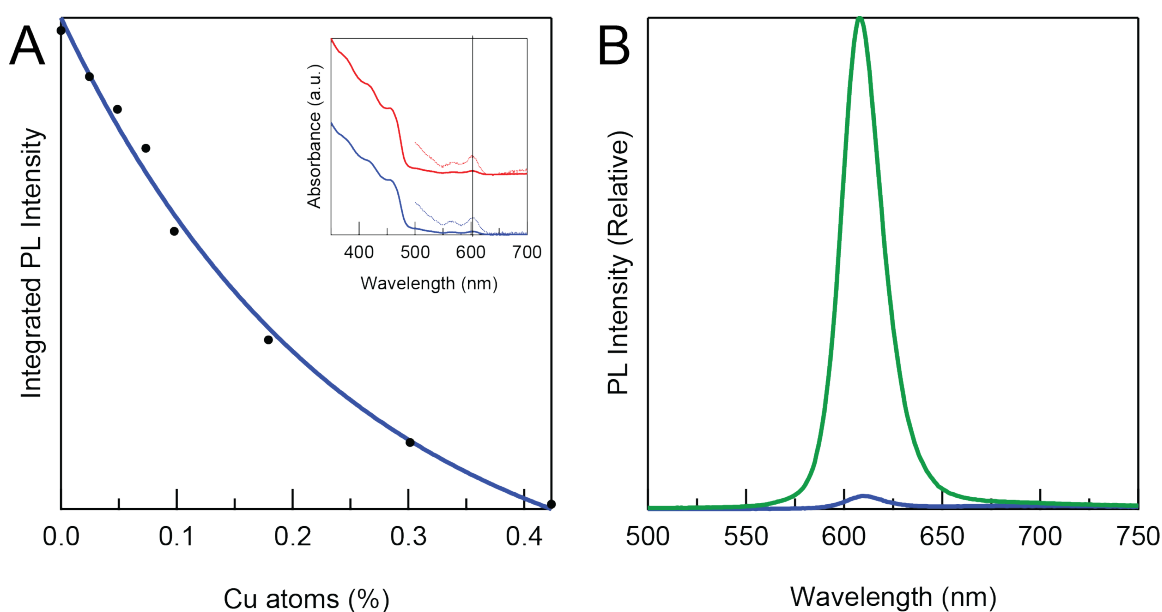 A
Integrated PL Intensity
0.0 0.1 0.2 0.3 0.4
Cu atoms (%)
Absorbance (a.u.)
400 500 600 700
Wavelength (nm)
B
PL Intensity (Relative)
500 550 600 650 700 750
Wavelength (nm)